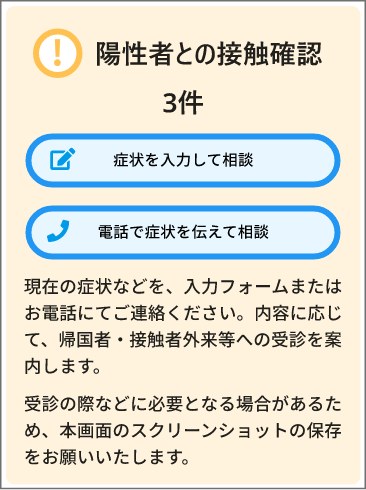 陽性者との接触確認
3件
症状を入力して相談
電話で症状を伝えて相談
現在の症状などを、入力フォームまたは
お電話にてご連絡ください。内容に応じ
て、帰国者・接触者外来等への受診を案
内します。
受診の際などに必要となる場合があるた
め、本画面のスクリーンショットの保存
をお願いいたします。